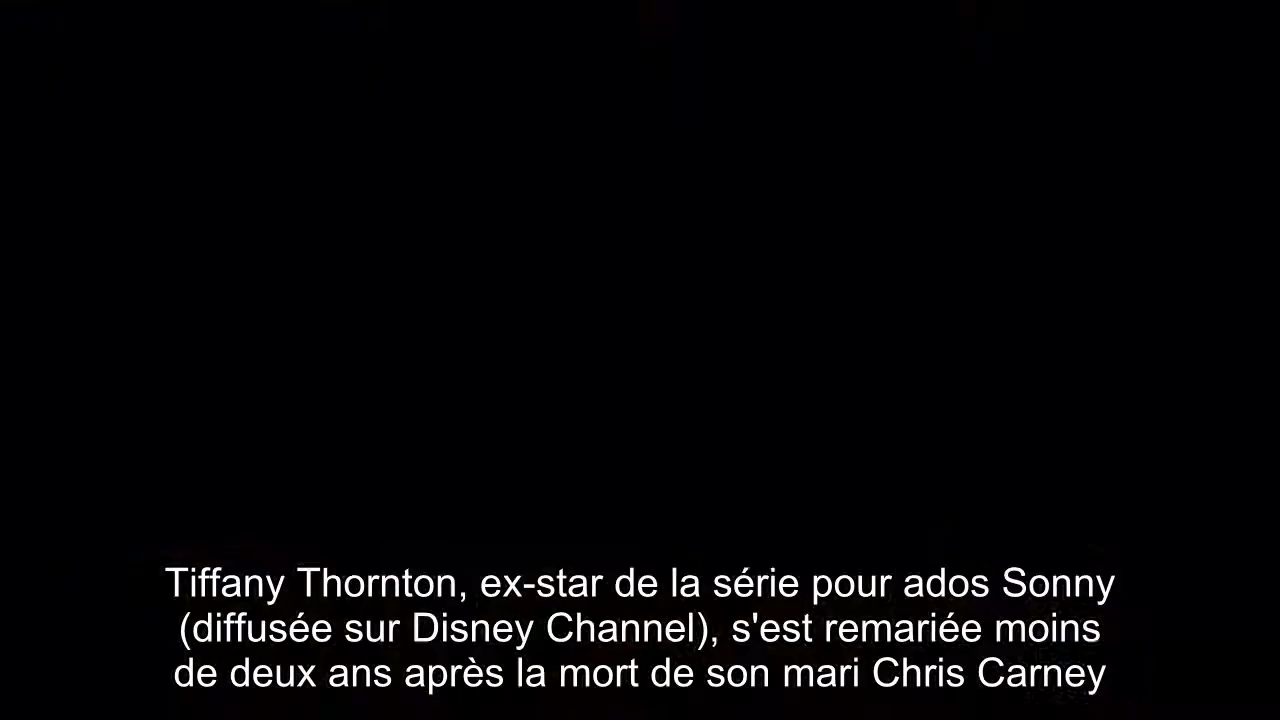 Tiffany Thornton, ex-star de la série pour ados Sonny
(diffusée sur Disney Channel), s'est remariée moins
de deux ans après la mort de son mari Chris Carney